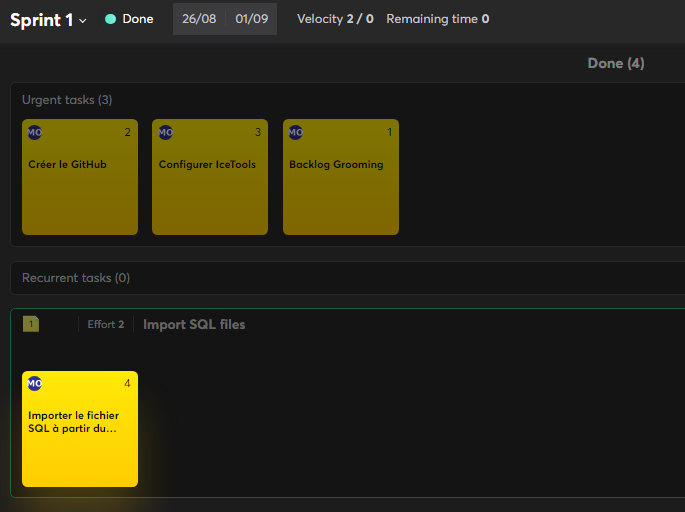 Sprint 1
Done
26/08 01/09
Velocity 2 / 0 Remaining time 0
Done (4)
Urgent tasks (3)
MO 2
Créer le GitHub
MO 3
Configurer IceTools
MO 1
Backlog Grooming
Recurrent tasks (0)
1 Effort 2 Import SQL files
MO 4
Importer le fichier
SQL à partir du...